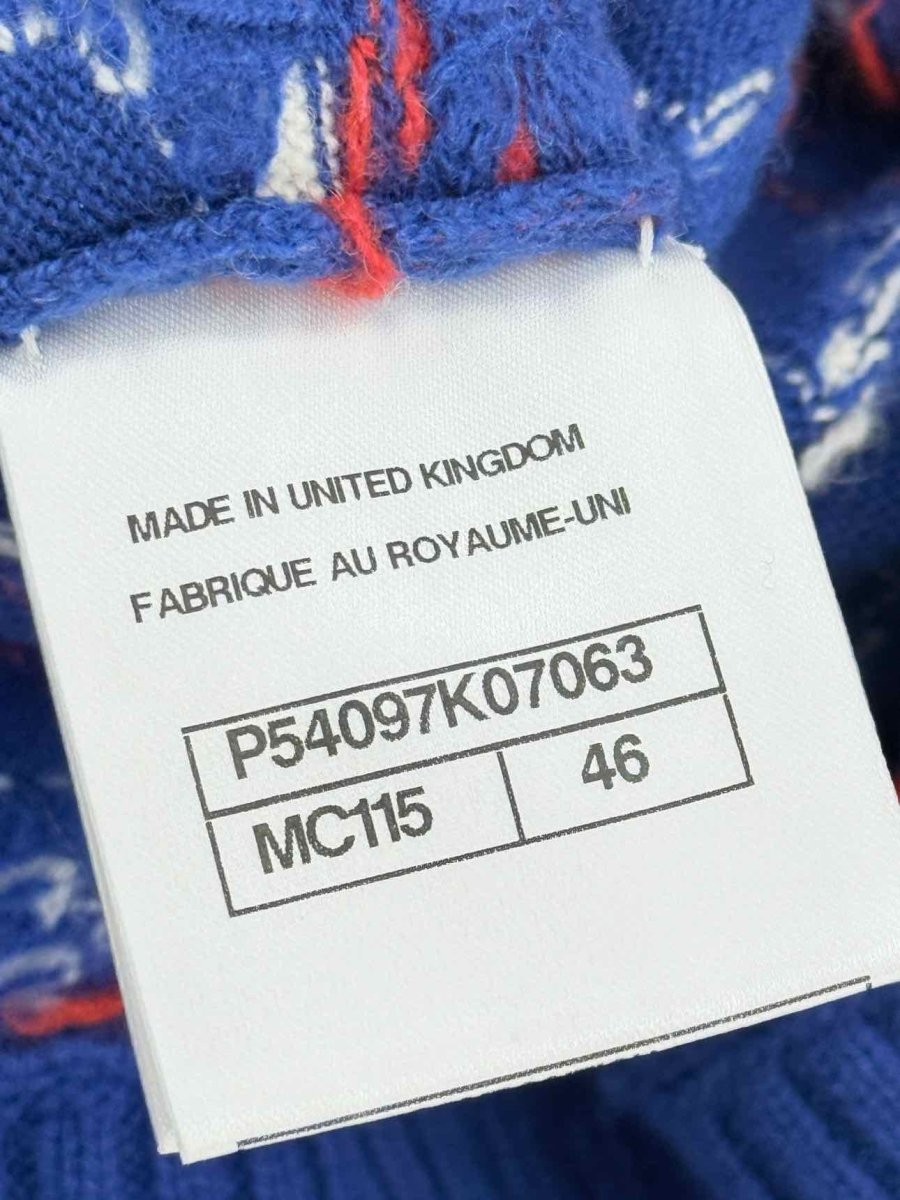 MADE IN UNITED KINGDOM
FABRIQUE AU ROYAUME-UNI
P54097K07063
MC115 46